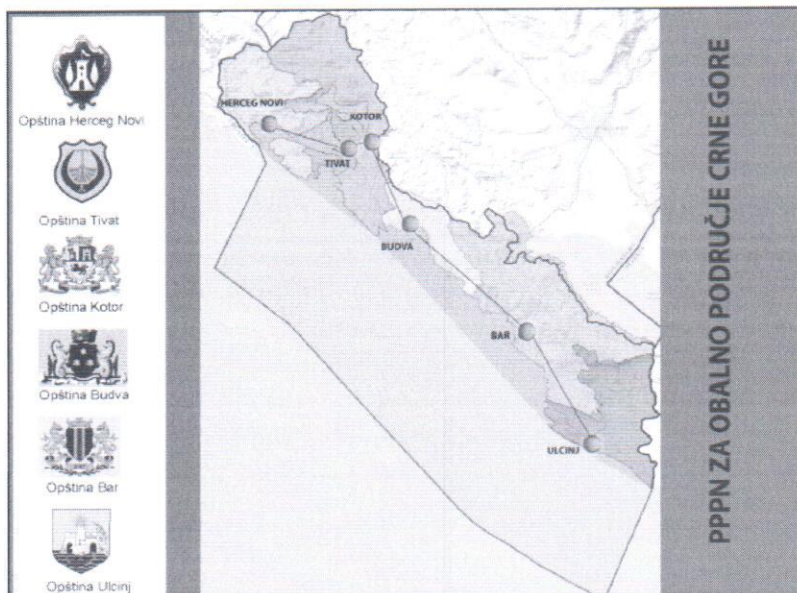 Opština Herceg Novi
Opština Tivat
Opština Kotor
Opština Budva
Opština Bar
Opština Ulcinj
HERCEG NOVI
KOTOR
TIVAT
BUDVA
BAR
ULCINJ
PPPN ZA OBALNO PODRUČJE CRNE GORE